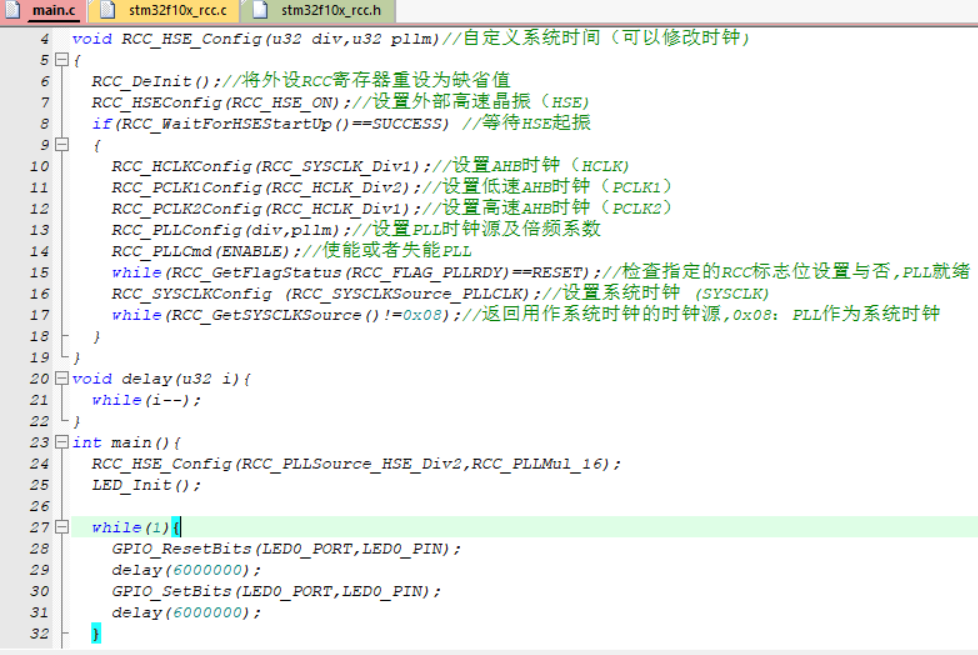 main.c stm32f10x_rcc.c stm32f10x_rcc.h
4 void RCC_HSE_Config(u32 div,u32 pllm)//自定义系统时间（可以修改时钟)
5 {
6 RCC_DeInit();//将外设RCC寄存器重设为缺省值
7 RCC_HSEConfig(RCC_HSE_ON);//设置外部高速晶振（HSE)
8 if(RCC_WaitForHSEStartUp()==SUCCESS) //等待HSE起振
9 {
10 RCC_HCLKConfig(RCC_SYSCLK_Div1);//设置AHB时钟（HCLK)
11 RCC_PCLK1Config(RCC_HCLK_Div2);//设置低速AHB时钟（PCLK1）
12 RCC_PCLK2Config(RCC_HCLK_Div1);//设置高速AHB时钟（PCLK2）
13 RCC_PLLConfig(div,pllm);//设置PLL时钟源及倍频系数
14 RCC_PLLCmd(ENABLE);//使能或者失能PLL
15 while(RCC_GetFlagStatus(RCC_FLAG_PLLRDY)==RESET);//检查指定的RCC标志位设置与否,PLL就绪
16 RCC_SYSCLKConfig (RCC_SYSCLKSource_PLLCLK);//设置系统时钟 (SYSCLK)
17 while(RCC_GetSYSCLKSource()!=0x08);//返回用作系统时钟的时钟源,0x08：PLL作为系统时钟
18 }
19 }
20 void delay(u32 i){
21 while(i--);
22 }
23 int main(){
24 RCC_HSE_Config(RCC_PLLSource_HSE_Div2,RCC_PLLMul_16);
25 LED_Init();
26
27 while(1){
28 GPIO_ResetBits(LED0_PORT,LED0_PIN);
29 delay(6000000);
30 GPIO_SetBits(LED0_PORT,LED0_PIN);
31 delay(6000000);
32 }